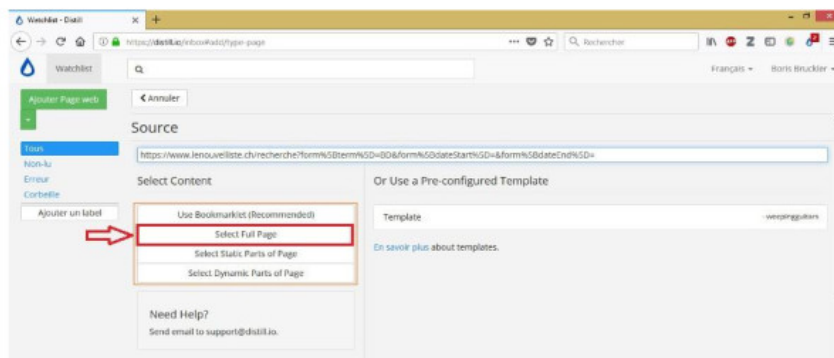 Watchlist - Distill
https://distill.io/inbox#add/type-page
Rechercher
Watchlist
Français
Boris Bruckler
Ajouter Page web
Annuler
Source
https://www.lenouvelliste.ch/recherche?form%5Bterm%5D=BD&form%5BdateStart%5D=&form%5BdateEnd%5D=
Tous
Non-lu
Erreur
Corbeille
Ajouter un label
Select Content
Or Use a Pre-configured Template
Use Bookmarklet (Recommended)
Select Full Page
Select Static Parts of Page
Select Dynamic Parts of Page
Template
weepingguitars
En savoir plus about templates.
Need Help?
Send email to support@distill.io.